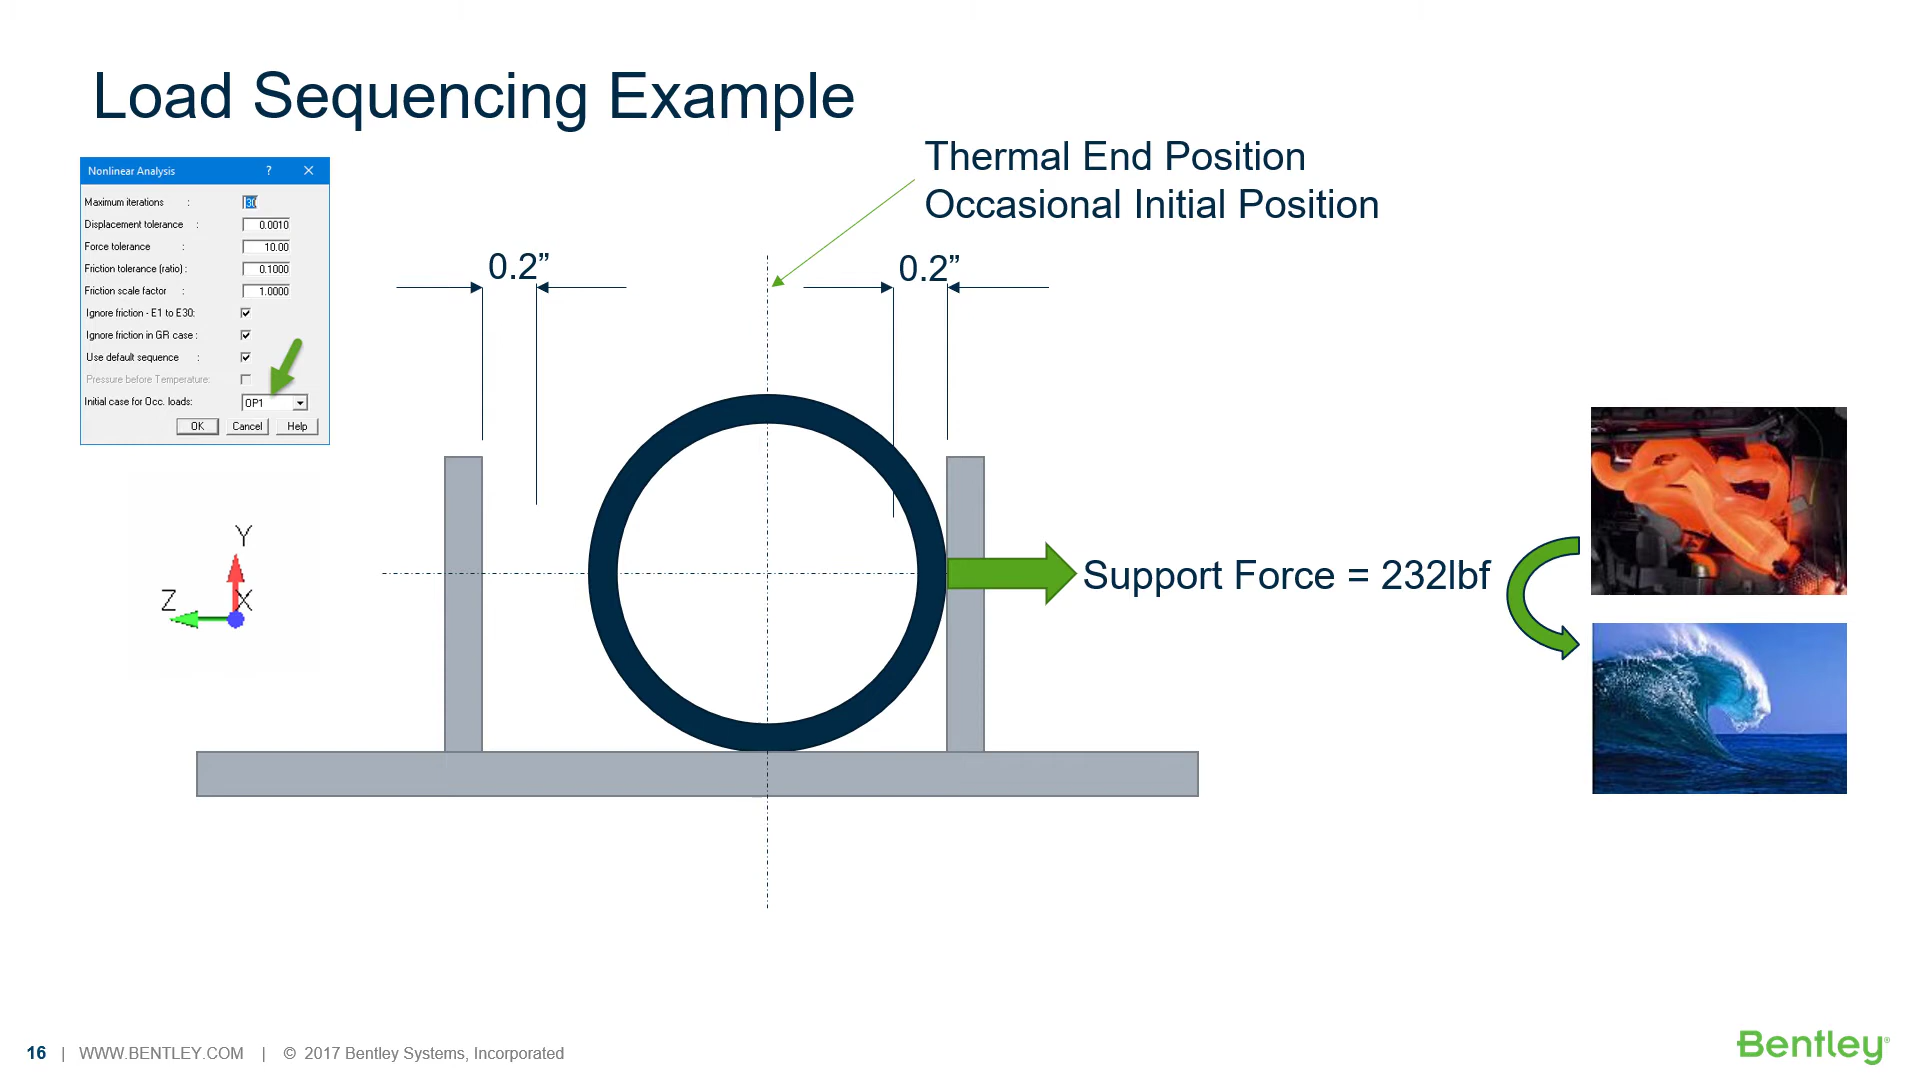 Load Sequencing Example
Thermal End Position
Occasional Initial Position
Nonlinear Analysis ? ×
Maximum iterations : 30
Displacement tolerance : 0.0010
Force tolerance : 10.00
Friction tolerance (ratio) : 0.1000
Friction scale factor : 1.0000
Ignore friction - E1 to E30:
Ignore friction in GR case :
Use default sequence :
Pressure before Temperature:
Initial case for Occ. loads: OP1
OK Cancel Help
0.2”
0.2”
Y
Z
X
Support Force = 232lbf
16 | WWW.BENTLEY.COM | © 2017 Bentley Systems, Incorporated
Bentley®